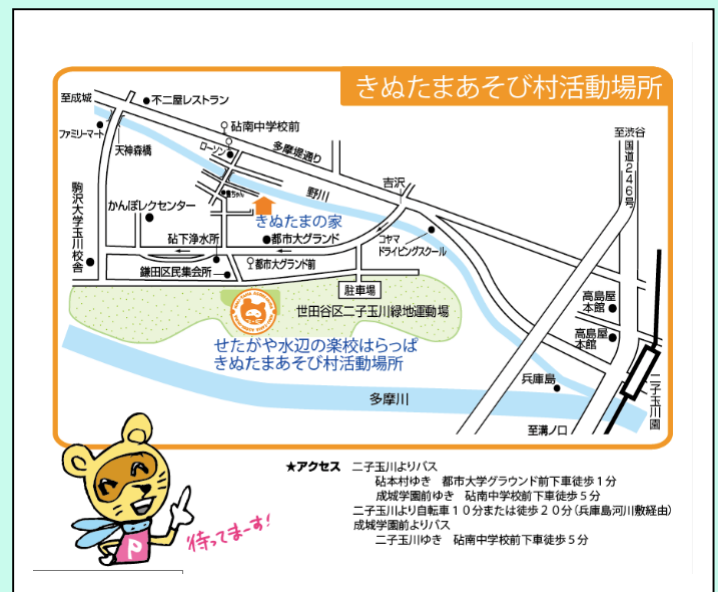 きぬたまあそび村活動場所
至成城
不二屋レストラン
ファミリーマート
天神森橋
砧南中学校前
ローソン
多摩堤通り
至渋谷
国道246号
吉沢
野川
駒沢大学玉川校舎
かんぽレクセンター
きぬたまの家
砧下浄水所
都市大グランド
コヤマ
ドライビングスクール
鎌田区民集会所
都市大グランド前
駐車場
世田谷区二子玉川緑地運動場
高島屋
本館
高島屋
本館
せたがや水辺の楽校はらっぱ
きぬたまあそび村活動場所
兵庫島
二子玉川園
多摩川
至溝ノ口
★アクセス 二子玉川よりバス
砧本村ゆき 都市大学グラウンド前下車徒歩1分
成城学園前ゆき 砧南中学校前下車徒歩5分
二子玉川より自転車10分または徒歩20分(兵庫島河川敷経由)
成城学園前よりバス
二子玉川ゆき 砧南中学校前下車徒歩5分
待ってまーす!
P